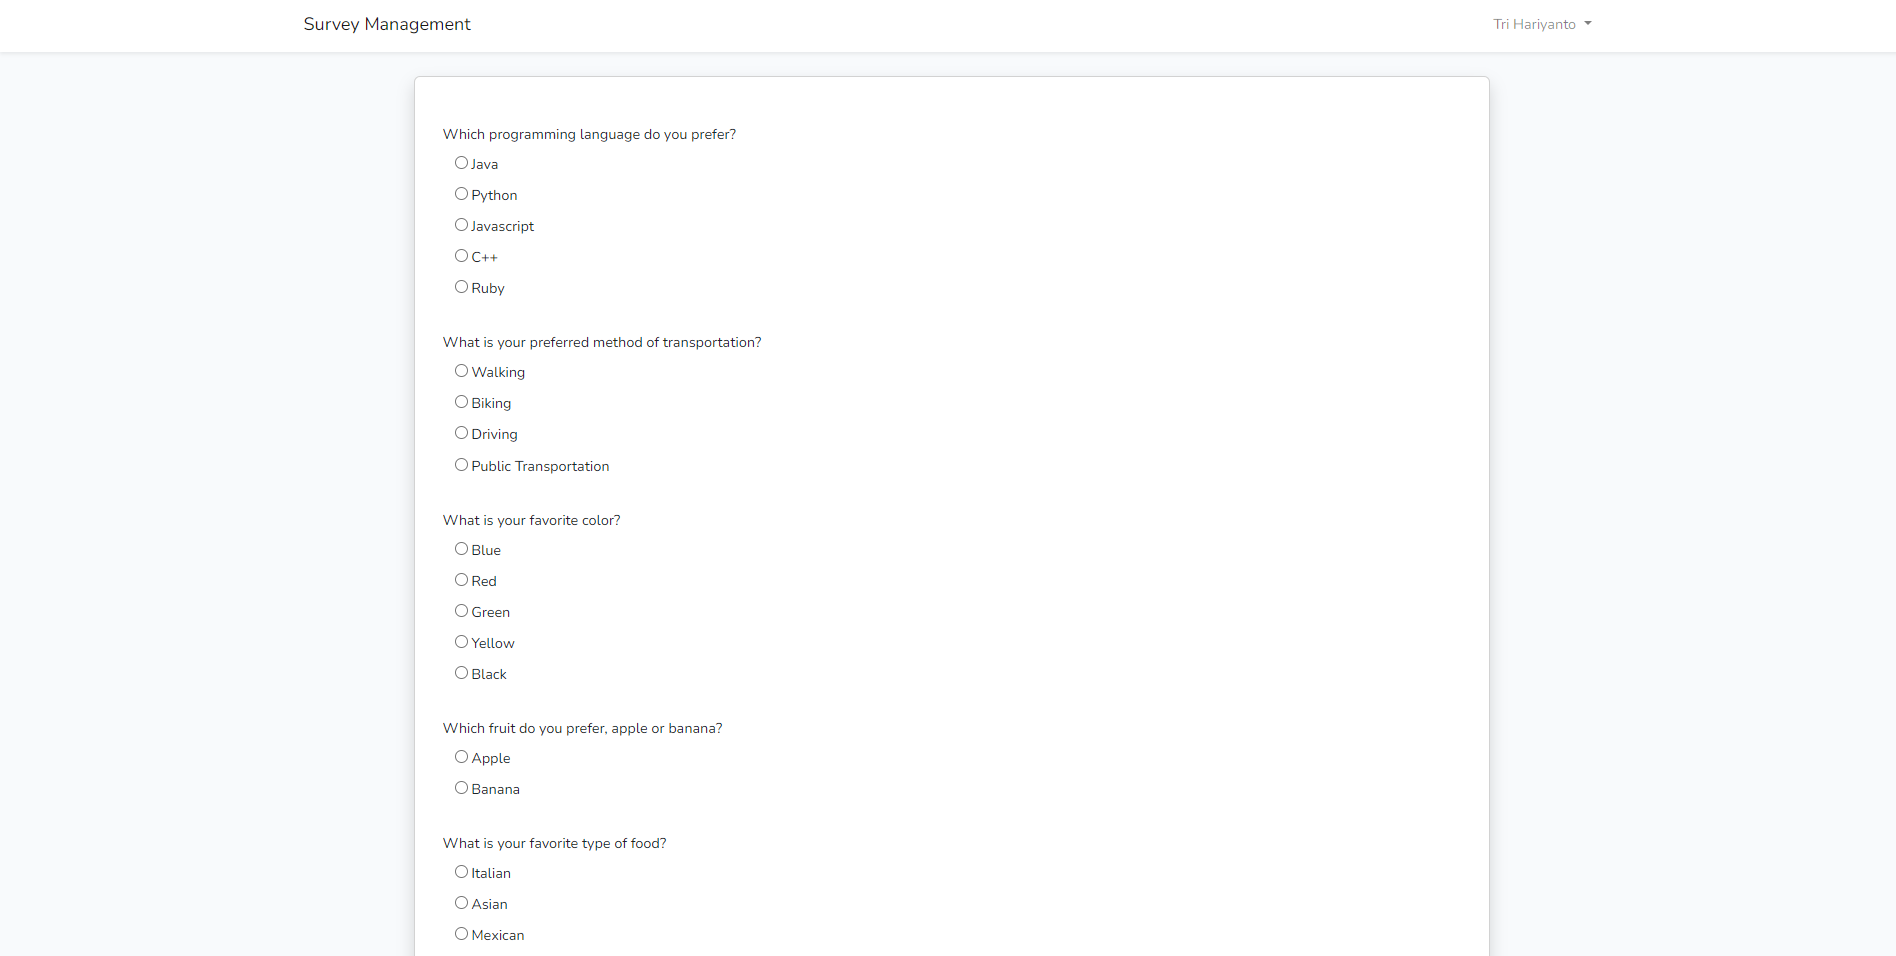 Survey Management
Tri Hariyanto
Which programming language do you prefer?
Java
Python
Javascript
C++
Ruby
What is your preferred method of transportation?
Walking
Biking
Driving
Public Transportation
What is your favorite color?
Blue
Red
Green
Yellow
Black
Which fruit do you prefer, apple or banana?
Apple
Banana
What is your favorite type of food?
Italian
Asian
Mexican